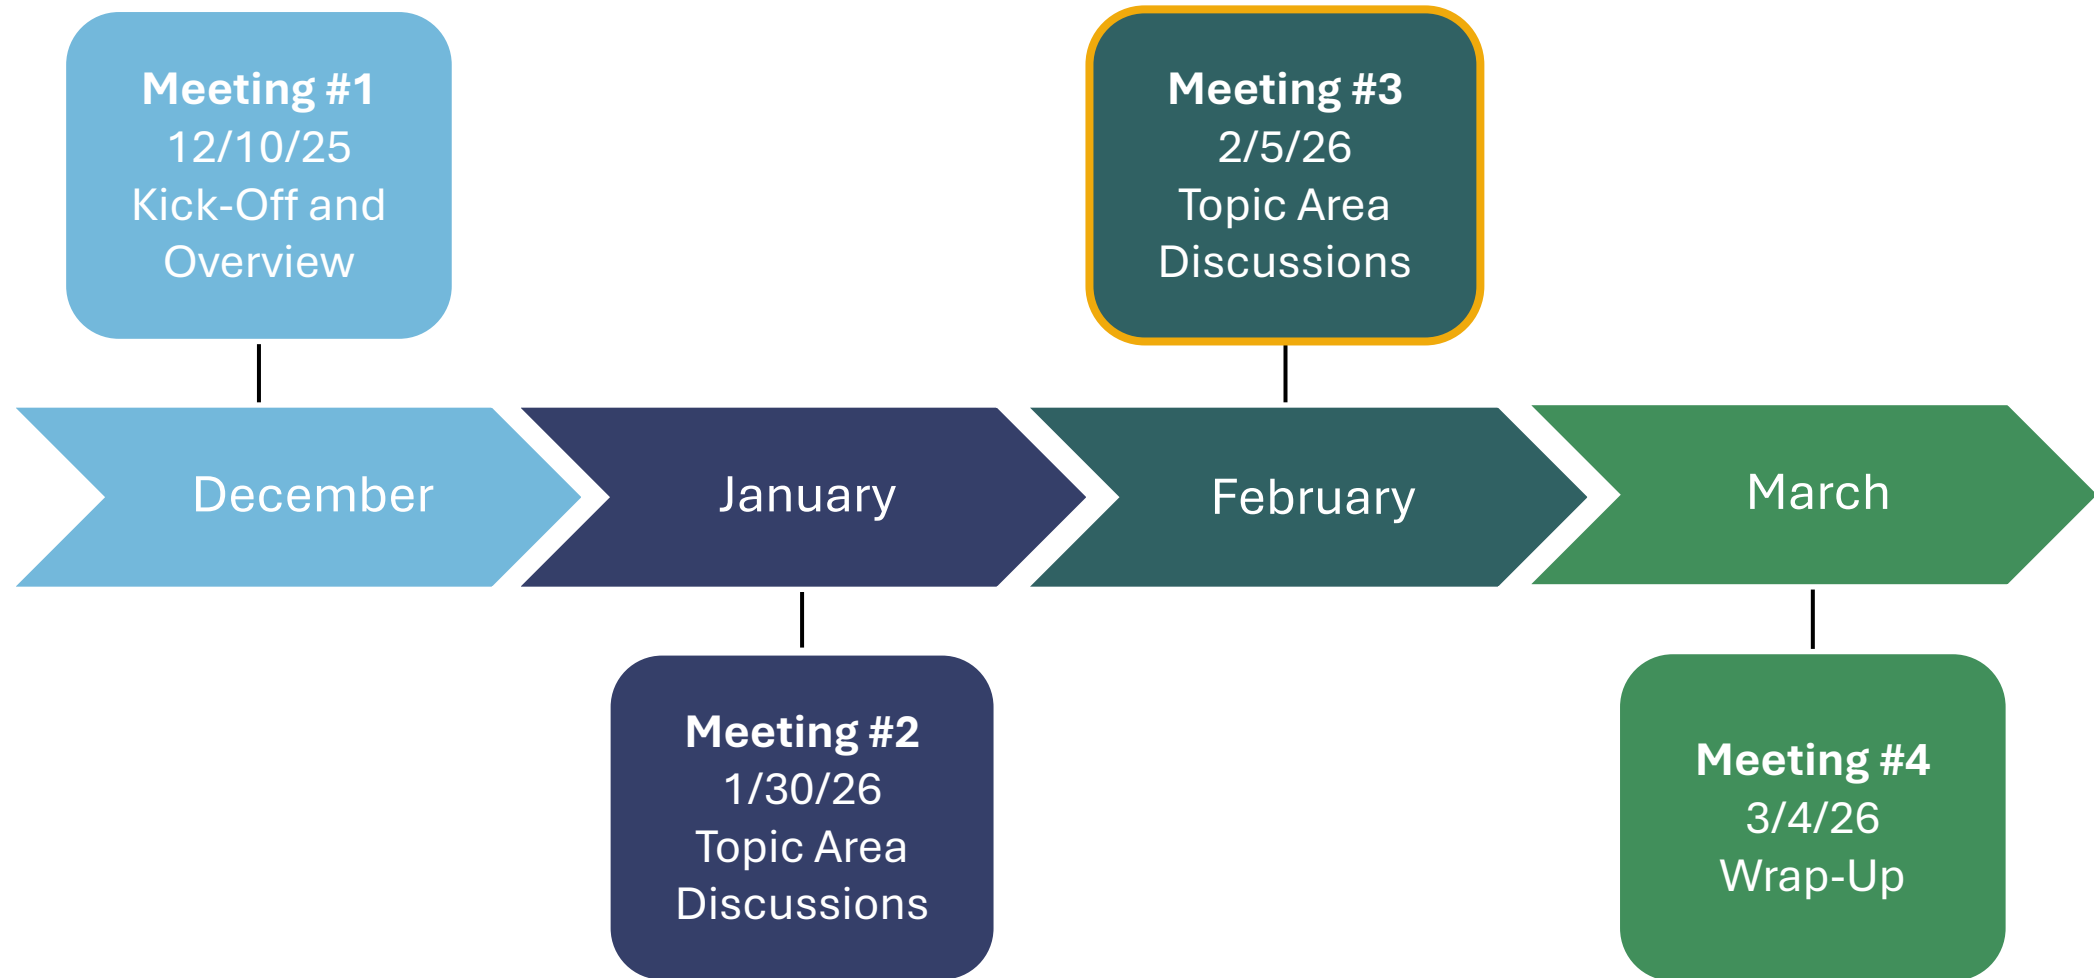 Meeting #1
12/10/25
Kick-Off and
Overview
Meeting #3
2/5/26
Topic Area
Discussions
December
January
February
March
Meeting #2
1/30/26
Topic Area
Discussions
Meeting #4
3/4/26
Wrap-Up